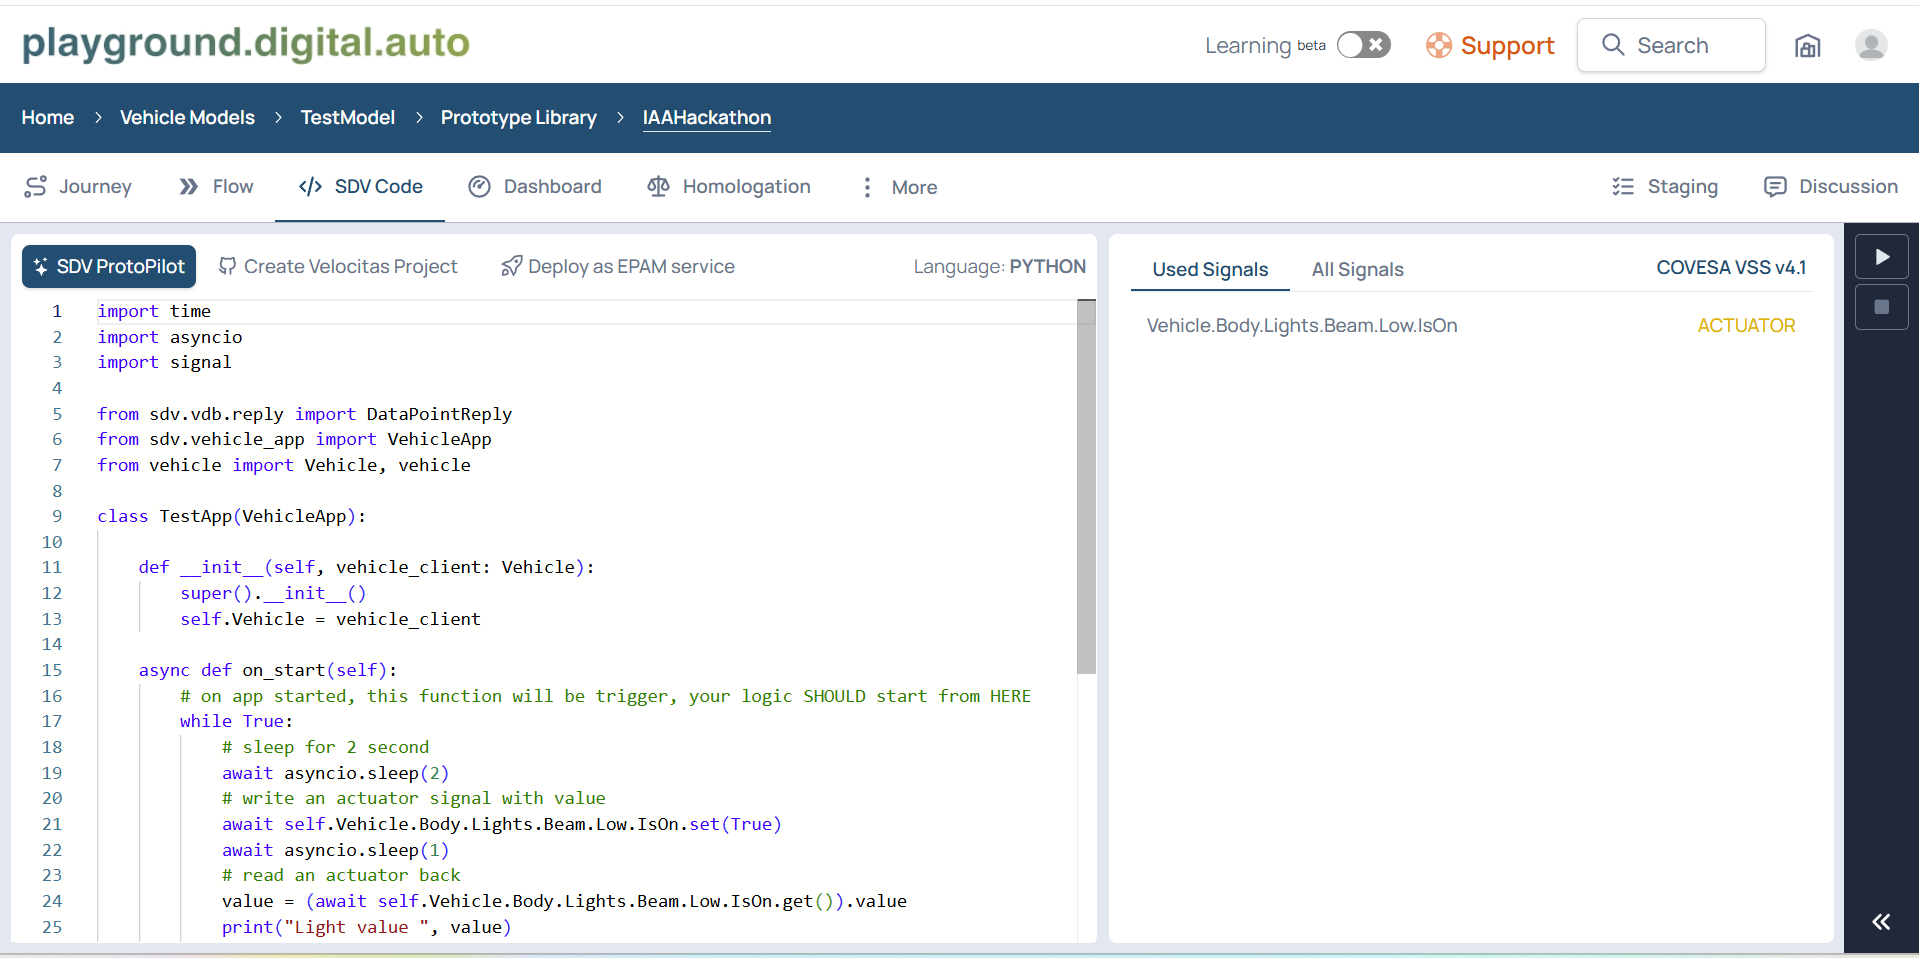 playground.digital.auto
Learning beta
Support
Search
Home > Vehicle Models > TestModel > Prototype Library > IAAHackathon
Journey
Flow
</> SDV Code
Dashboard
Homologation
More
Staging
Discussion
SDV ProtoPilot
Create Velocitas Project
Deploy as EPAM service
Language: PYTHON
1 import time
2 import asyncio
3 import signal
4
5 from sdv.vdb.reply import DataPointReply
6 from sdv.vehicle_app import VehicleApp
7 from vehicle import Vehicle, vehicle
8
9 class TestApp(VehicleApp):
10
11     def __init__(self, vehicle_client: Vehicle):
12         super().__init__()
13         self.Vehicle = vehicle_client
14
15     async def on_start(self):
16         # on app started, this function will be trigger, your logic SHOULD start from HERE
17         while True:
18             # sleep for 2 second
19             await asyncio.sleep(2)
20             # write an actuator signal with value
21             await self.Vehicle.Body.Lights.Beam.Low.IsOn.set(True)
22             await asyncio.sleep(1)
23             # read an actuator back
24             value = (await self.Vehicle.Body.Lights.Beam.Low.IsOn.get()).value
25             print("Light value ", value)
Used Signals
All Signals
COVESA VSS v4.1
Vehicle.Body.Lights.Beam.Low.IsOn
ACTUATOR